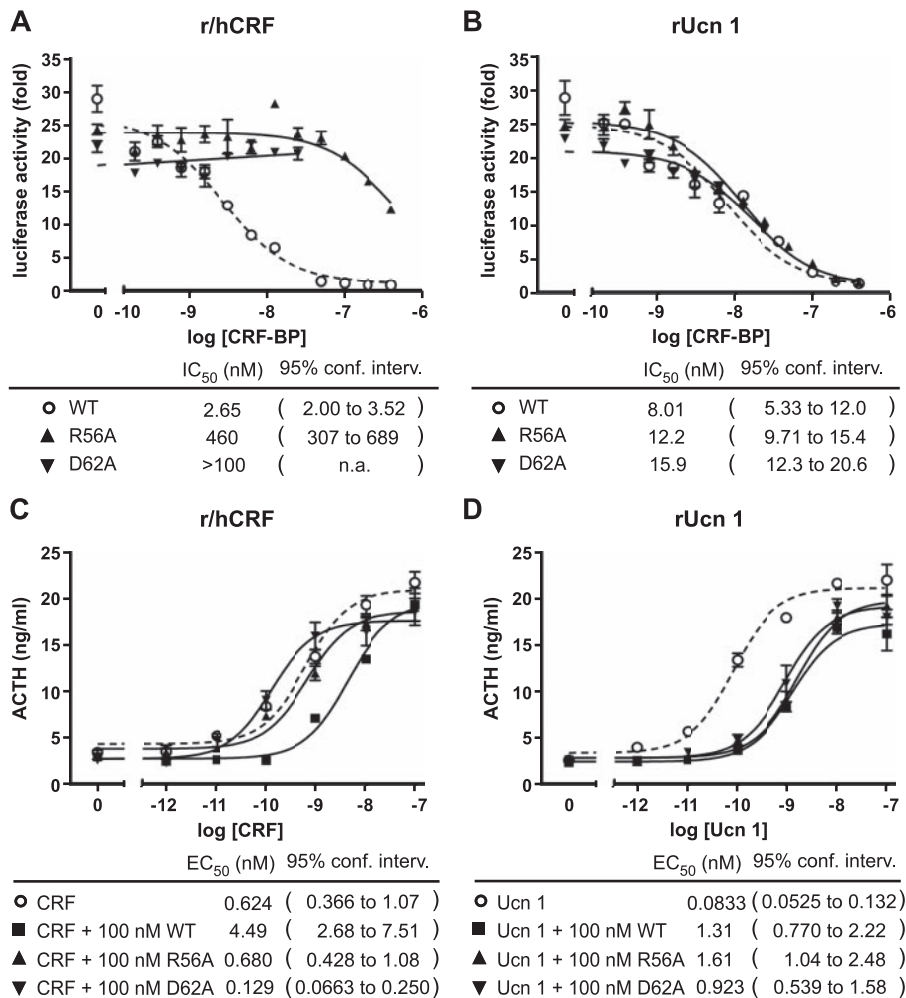 A
r/hCRF
luciferase activity (fold)
35
30
25
20
15
10
5
0
0 -10 -9 -8 -7 -6
log [CRF-BP]
IC50 (nM) 95% conf. interv.
WT 2.65 ( 2.00 to 3.52 )
R56A 460 ( 307 to 689 )
D62A >100 ( n.a. )
B
rUcn 1
luciferase activity (fold)
35
30
25
20
15
10
5
0
0 -10 -9 -8 -7 -6
log [CRF-BP]
IC50 (nM) 95% conf. interv.
WT 8.01 ( 5.33 to 12.0 )
R56A 12.2 ( 9.71 to 15.4 )
D62A 15.9 ( 12.3 to 20.6 )
C
r/hCRF
ACTH (ng/ml)
25
20
15
10
5
0
0 -12 -11 -10 -9 -8 -7
log [CRF]
EC50 (nM) 95% conf. interv.
CRF 0.624 ( 0.366 to 1.07 )
CRF + 100 nM WT 4.49 ( 2.68 to 7.51 )
CRF + 100 nM R56A 0.680 ( 0.428 to 1.08 )
CRF + 100 nM D62A 0.129 (0.0663 to 0.250 )
D
rUcn 1
ACTH (ng/ml)
25
20
15
10
5
0
0 -12 -11 -10 -9 -8 -7
log [Ucn 1]
EC50 (nM) 95% conf. interv.
Ucn 1 0.0833 (0.0525 to 0.132)
Ucn 1 + 100 nM WT 1.31 ( 0.770 to 2.22 )
Ucn 1 + 100 nM R56A 1.61 ( 1.04 to 2.48 )
Ucn 1 + 100 nM D62A 0.923 ( 0.539 to 1.58 )